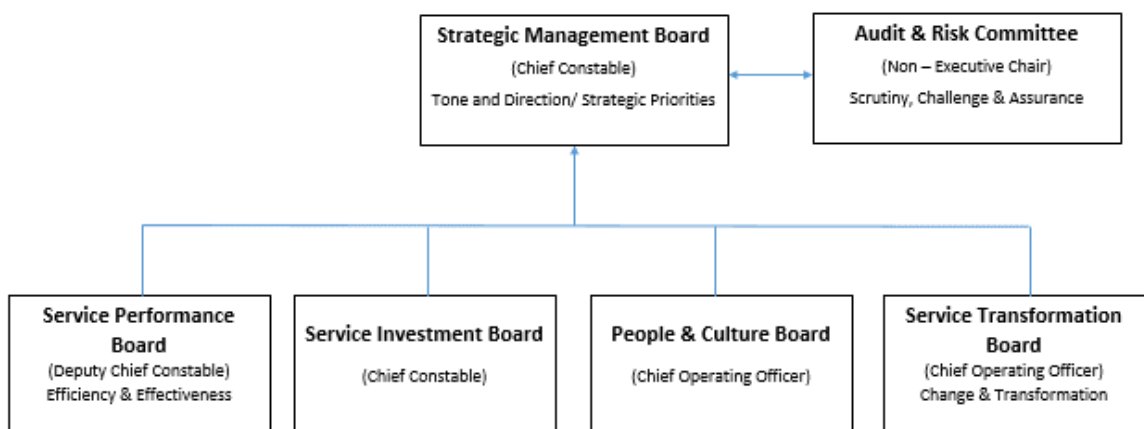 Strategic Management Board
(Chief Constable)
Tone and Direction/ Strategic Priorities
Audit & Risk Committee
(Non – Executive Chair)
Scrutiny, Challenge & Assurance
Service Performance
Board
(Deputy Chief Constable)
Efficiency & Effectiveness
Service Investment Board
(Chief Constable)
People & Culture Board
(Chief Operating Officer)
Service Transformation
Board
(Chief Operating Officer)
Change & Transformation